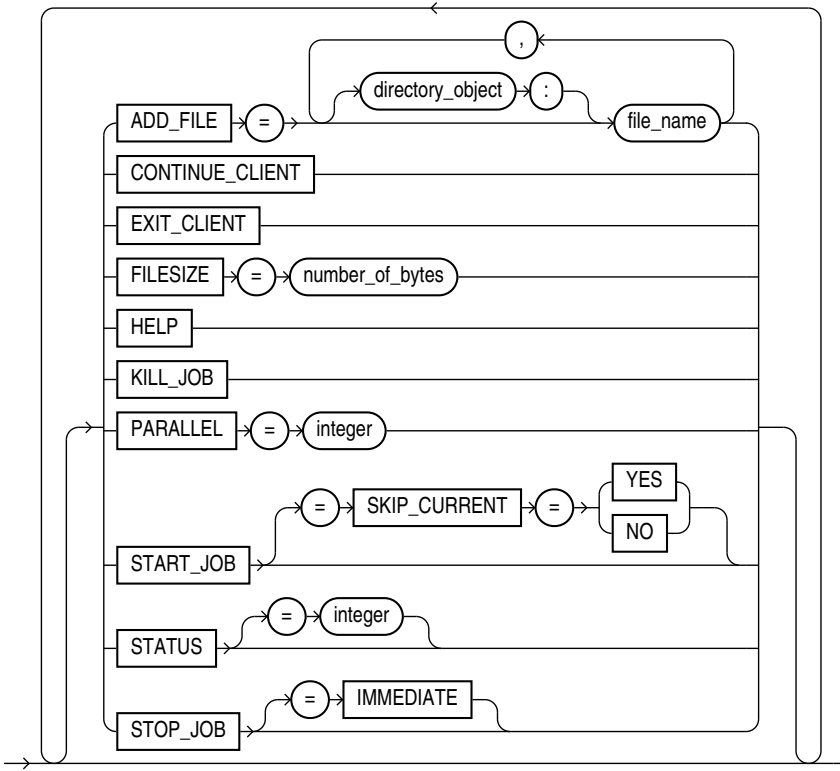 ,
directory_object :
ADD_FILE = file_name
CONTINUE_CLIENT
EXIT_CLIENT
FILESIZE = number_of_bytes
HELP
KILL_JOB
PARALLEL = integer
YES
= SKIP_CURRENT =
NO
START_JOB
= integer
STATUS
= IMMEDIATE
STOP_JOB